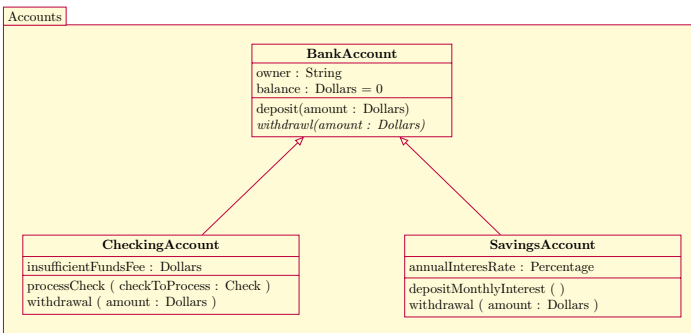 Accounts
BankAccount
owner : String
balance : Dollars = 0
deposit(amount : Dollars)
withdrawl(amount : Dollars)
CheckingAccount
insufficientFundsFee : Dollars
processCheck ( checkToProcess : Check )
withdrawal ( amount : Dollars )
SavingsAccount
annualInteresRate : Percentage
depositMonthlyInterest ( )
withdrawal ( amount : Dollars )